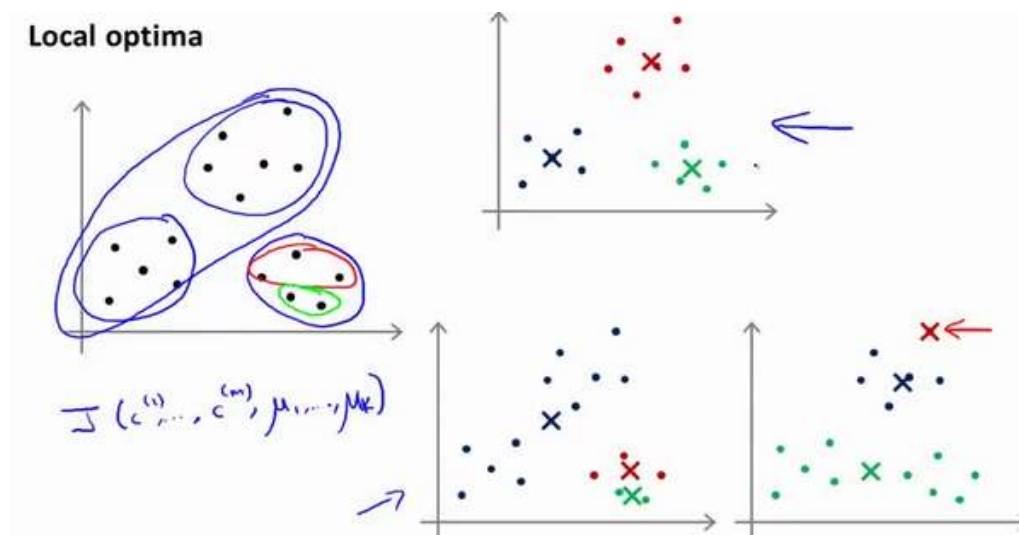 Local optima
J (c⁽¹⁾, ..., c⁽ᵐ⁾, μ₁, ..., μₖ)